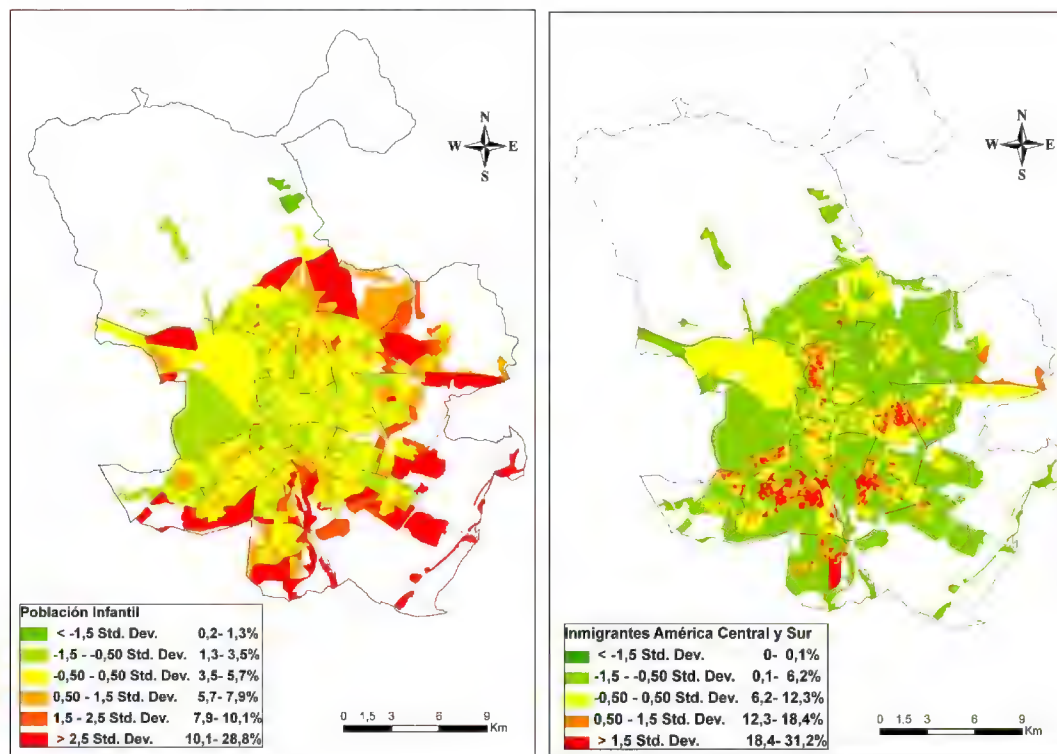 N
W E
S
Población Infantil
< -1,5 Std. Dev. 0,2- 1,3%
-1,5 - -0,50 Std. Dev. 1,3- 3,5%
-0,50 - 0,50 Std. Dev. 3,5- 5,7%
0,50 - 1,5 Std. Dev. 5,7- 7,9%
1,5 - 2,5 Std. Dev. 7,9- 10,1%
> 2,5 Std. Dev. 10,1- 28,8%
0 1,5 3 6 9
Km
N
W E
S
Inmigrantes América Central y Sur
< -1,5 Std. Dev. 0- 0,1%
-1,5 - -0,50 Std. Dev. 0,1- 6,2%
-0,50 - 0,50 Std. Dev. 6,2- 12,3%
0,50 - 1,5 Std. Dev. 12,3- 18,4%
> 1,5 Std. Dev. 18,4- 31,2%
0 1,5 3 6 9
Km